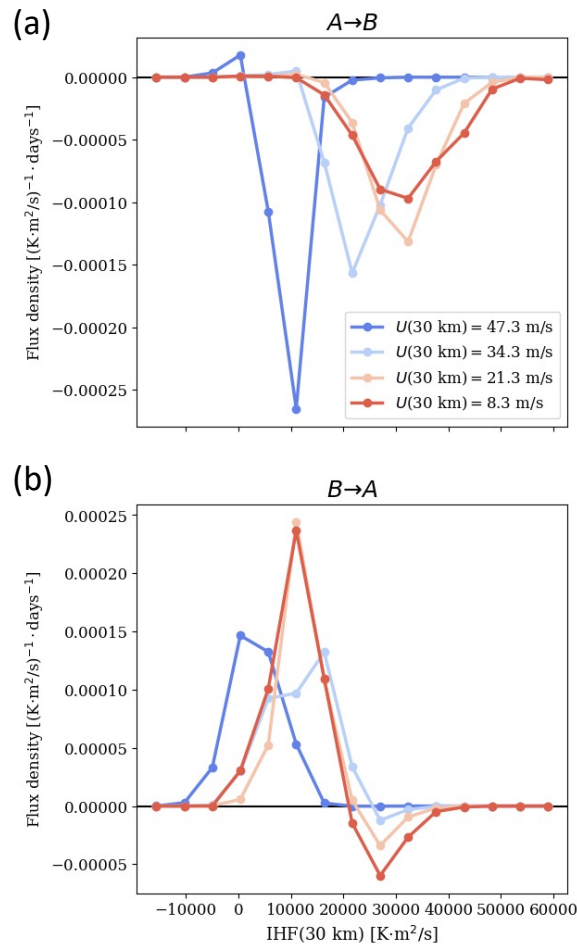 (a)
A→B
0.00000
−0.00005
−0.00010
−0.00015
−0.00020
−0.00025
Flux density [(K·m²/s)⁻¹·days⁻¹]
U(30 km) = 47.3 m/s
U(30 km) = 34.3 m/s
U(30 km) = 21.3 m/s
U(30 km) = 8.3 m/s
(b)
B→A
0.00025
0.00020
0.00015
0.00010
0.00005
0.00000
−0.00005
Flux density [(K·m²/s)⁻¹·days⁻¹]
−10000 0 10000 20000 30000 40000 50000 60000
IHF(30 km) [K·m²/s]